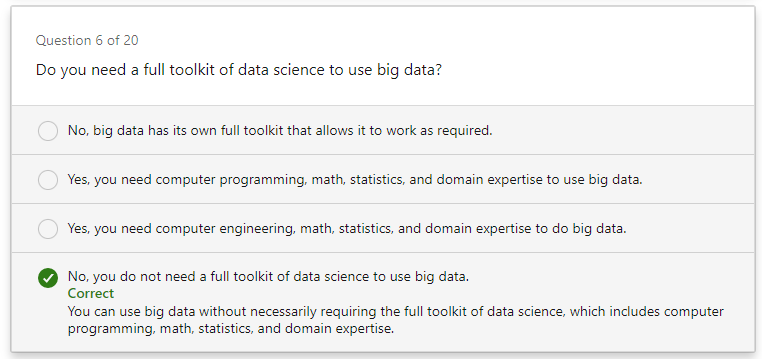 Question 6 of 20
Do you need a full toolkit of data science to use big data?
No, big data has its own full toolkit that allows it to work as required.
Yes, you need computer programming, math, statistics, and domain expertise to use big data.
Yes, you need computer engineering, math, statistics, and domain expertise to do big data.
No, you do not need a full toolkit of data science to use big data.
Correct
You can use big data without necessarily requiring the full toolkit of data science, which includes computer
programming, math, statistics, and domain expertise.